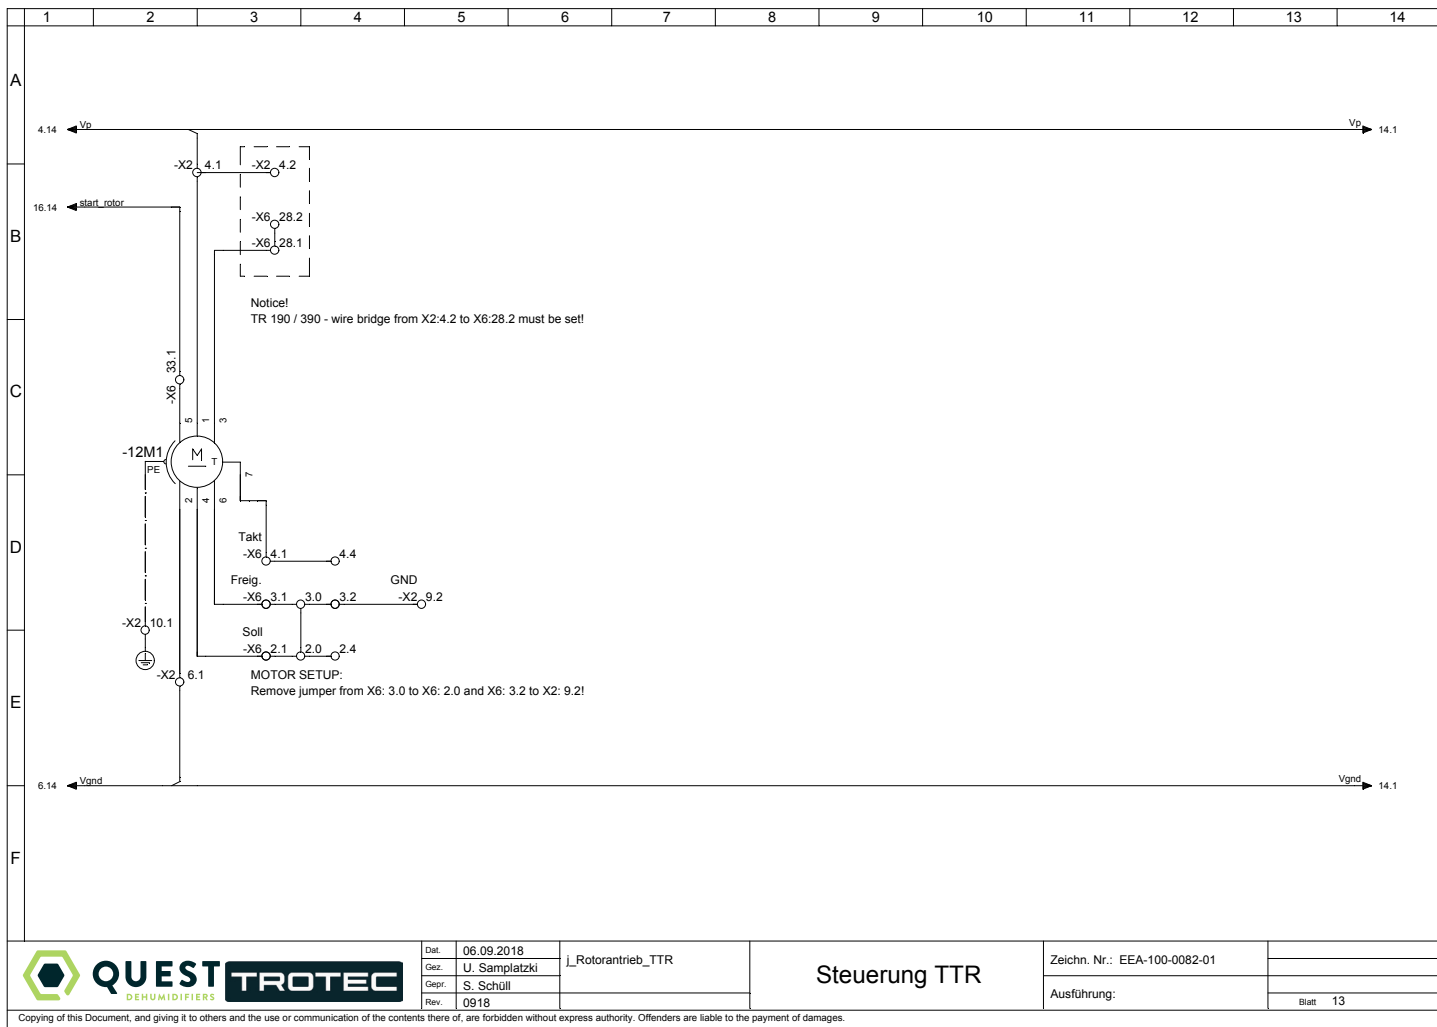 1 2 3 4 5 6 7 8 9 10 11 12 13 14
A
4.14 Vp Vp 14.1
-X2 4.1 -X2 4.2
16.14 start_rotor
-X6 28.2
B
-X6 28.1
Notice!
TR 190 / 390 - wire bridge from X2:4.2 to X6:28.2 must be set!
-X6 33.1
C
5 1 3
-12M1 M T
PE
7
2 4 6
Takt
D
-X6 4.1 4.4
Freig. GND
-X6 3.1 3.0 3.2 -X2 9.2
-X2 10.1
Soll
-X6 2.1 2.0 2.4
-X2 6.1
MOTOR SETUP:
Remove jumper from X6: 3.0 to X6: 2.0 and X6: 3.2 to X2: 9.2!
E
6.14 Vgnd Vgnd 14.1
F
QUEST
DEHUMIDIFIERS
TROTEC
Dat. 06.09.2018
Gez. U. Samplatzki
Gepr. S. Schüll
Rev. 0918
j_Rotorantrieb_TTR
Steuerung TTR
Zeichn. Nr.: EEA-100-0082-01
Ausführung:
Blatt 13
Copying of this Document, and giving it to others and the use or communication of the contents there of, are forbidden without express authority. Offenders are liable to the payment of damages.